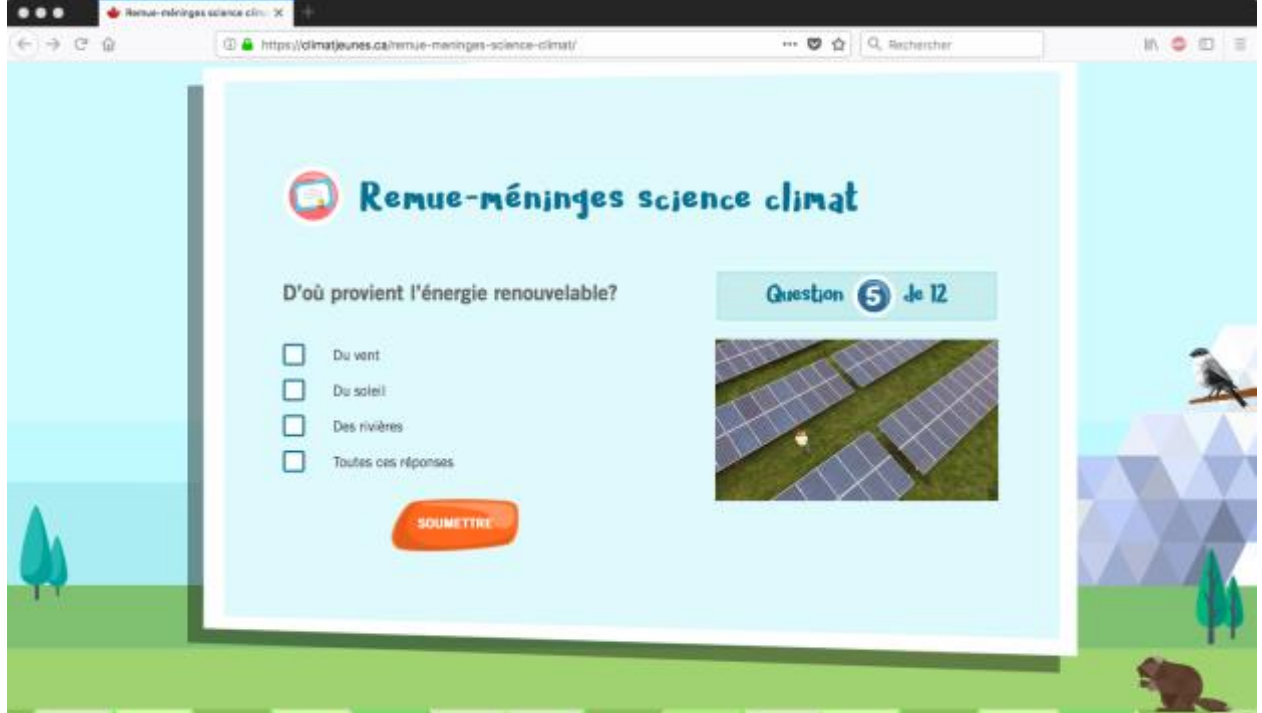 Remue-méninges science clim
https://climatjeunes.ca/remue-meninges-science-climat/
Rechercher
Remue-méninges science climat
D'où provient l'énergie renouvelable?
Question 5 de 12
Du vent
Du soleil
Des rivières
Toutes ces réponses
SOUMETTRE